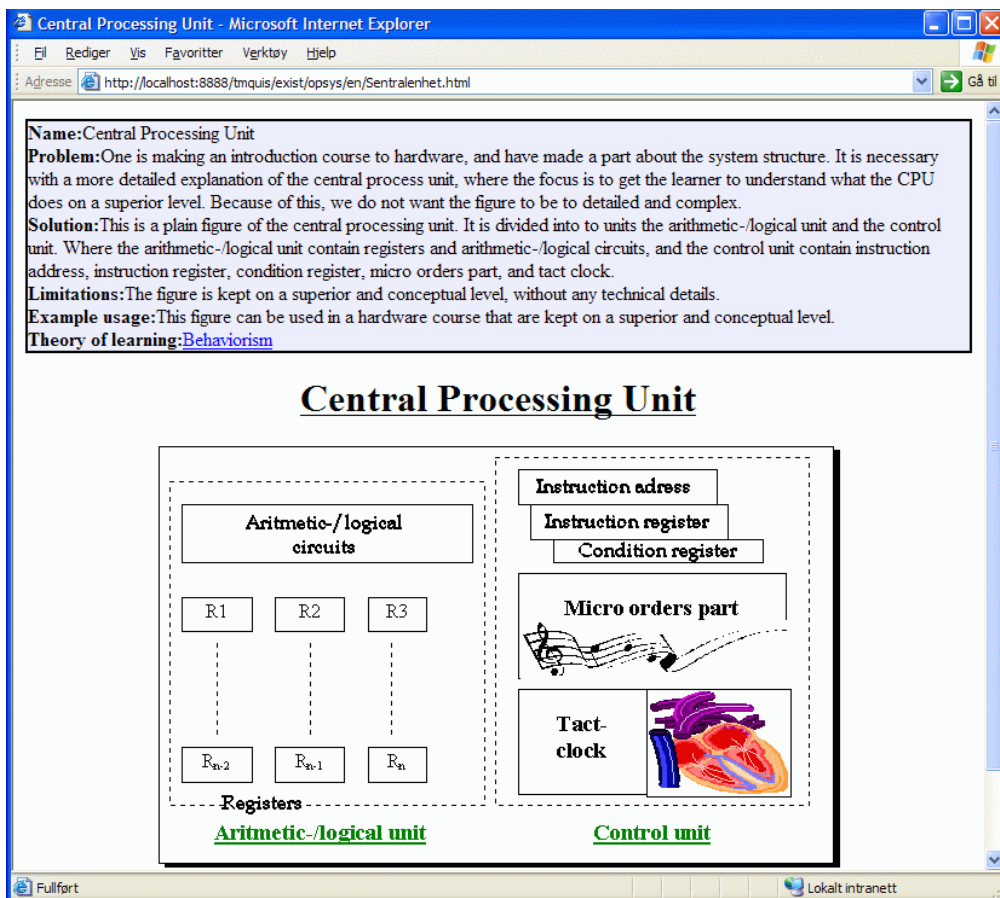 Central Processing Unit - Microsoft Internet Explorer
Fil Rediger Vis Favoritter Verktøy Hjelp
Adresse http://localhost:8888/tmquis/exist/opsys/en/Sentralenhet.html Gå til
Name:Central Processing Unit
Problem:One is making an introduction course to hardware, and have made a part about the system structure. It is necessary
with a more detailed explanation of the central process unit, where the focus is to get the learner to understand what the CPU
does on a superior level. Because of this, we do not want the figure to be to detailed and complex.
Solution:This is a plain figure of the central processing unit. It is divided into to units the arithmetic-/logical unit and the control
unit. Where the arithmetic-/logical unit contain registers and arithmetic-/logical circuits, and the control unit contain instruction
address, instruction register, condition register, micro orders part, and tact clock.
Limitations:The figure is kept on a superior and conceptual level, without any technical details.
Example usage:This figure can be used in a hardware course that are kept on a superior and conceptual level.
Theory of learning:Behaviorism
Central Processing Unit
Aritmetic-/logical
circuits
R1 R2 R3
Rn-2 Rn-1 Rn
Registers
Aritmetic-/logical unit
Instruction adress
Instruction register
Condition register
Micro orders part
Tact-
clock
Control unit
Fullført
Lokalt intranett